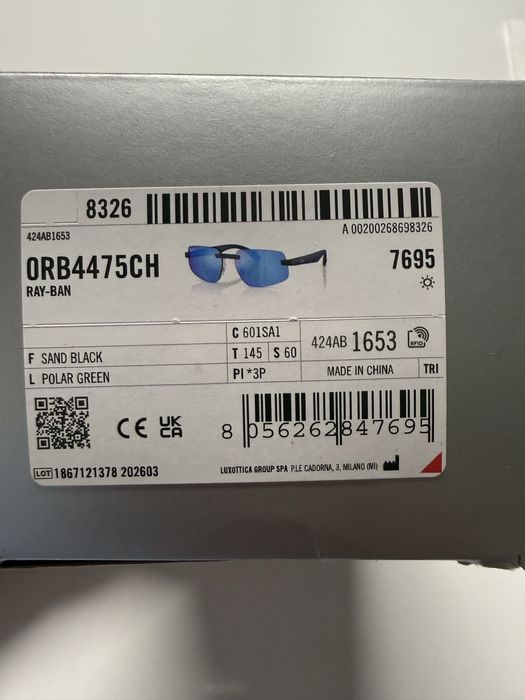 8326
A 00200268698326
424AB1653
0RB4475CH
RAY-BAN
7695
C 601SA1
F SAND BLACK
T 145 S 60
424AB 1653
RFID
L POLAR GREEN
PI *3P
MADE IN CHINA
TRI
CE UK CA
8 056262 847695
LOT 1867121378 202603
LUXOTTICA GROUP SPA P.LE CADORNA, 3, MILANO (MI)